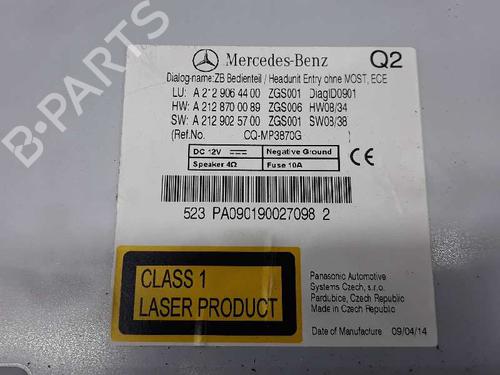 Mercedes-Benz Q2
Dialog-name:ZB Bedienteil / Headunit Entry ohne MOST, ECE
LU: A 212 906 44 00 ZGS001 DiagID0901
HW: A 212 870 00 89 ZGS006 HW08/34
SW: A 212 902 57 00 ZGS001 SW03/38
(Ref.No. CQ-MP3870G
DC 12V Negative Ground
Speaker 4Ω Fuse 10A
CE
523 PA090190027098 2
CLASS 1
LASER PRODUCT
Panasonic Automotive
Systems Czech, s.r.o.
Pardubice, Czech Republic
Made in Czech Republic
Date of Manufacture 09/04/14
B-PARTS